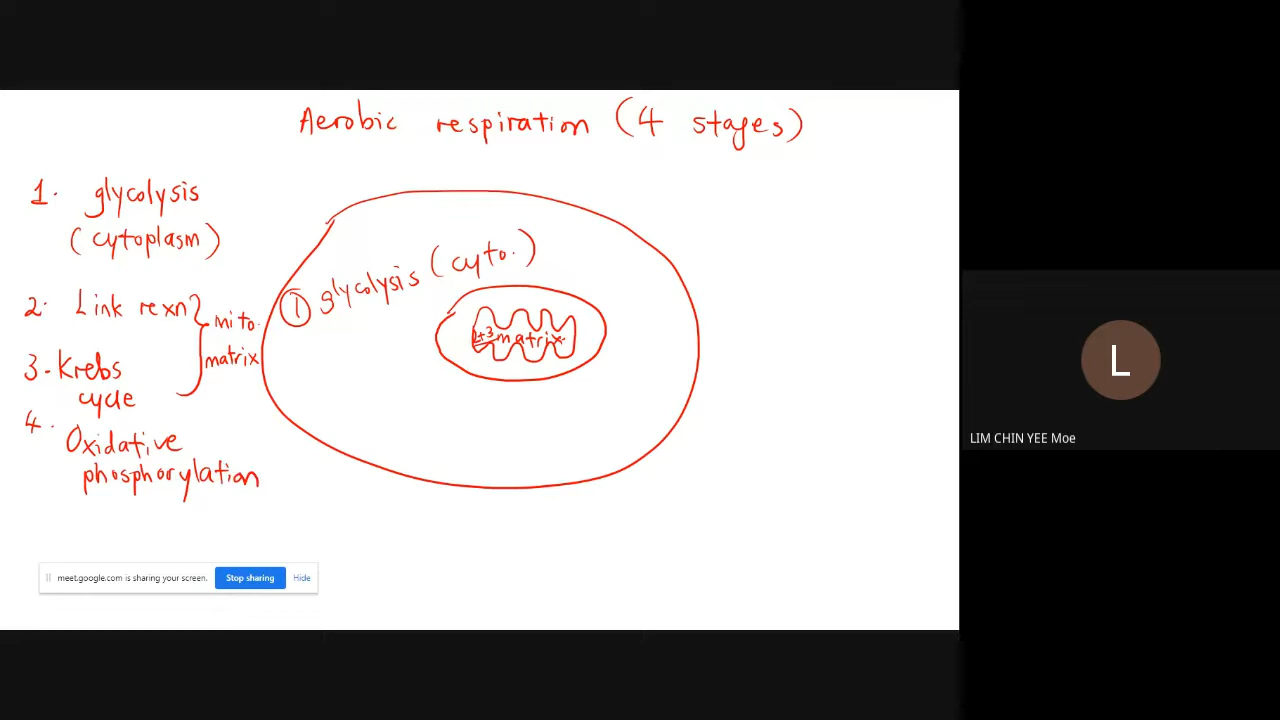 Aerobic respiration (4 stages)
1. glycolysis
(cytoplasm)
2. Link rexn
3. Krebs
cycle
mito.
matrix
4.
Oxidative
phosphorylation
① glycolysis (cyto.)
2+3 matrix.
meet.google.com is sharing your screen. Stop sharing Hide
L
LIM CHIN YEE Moe